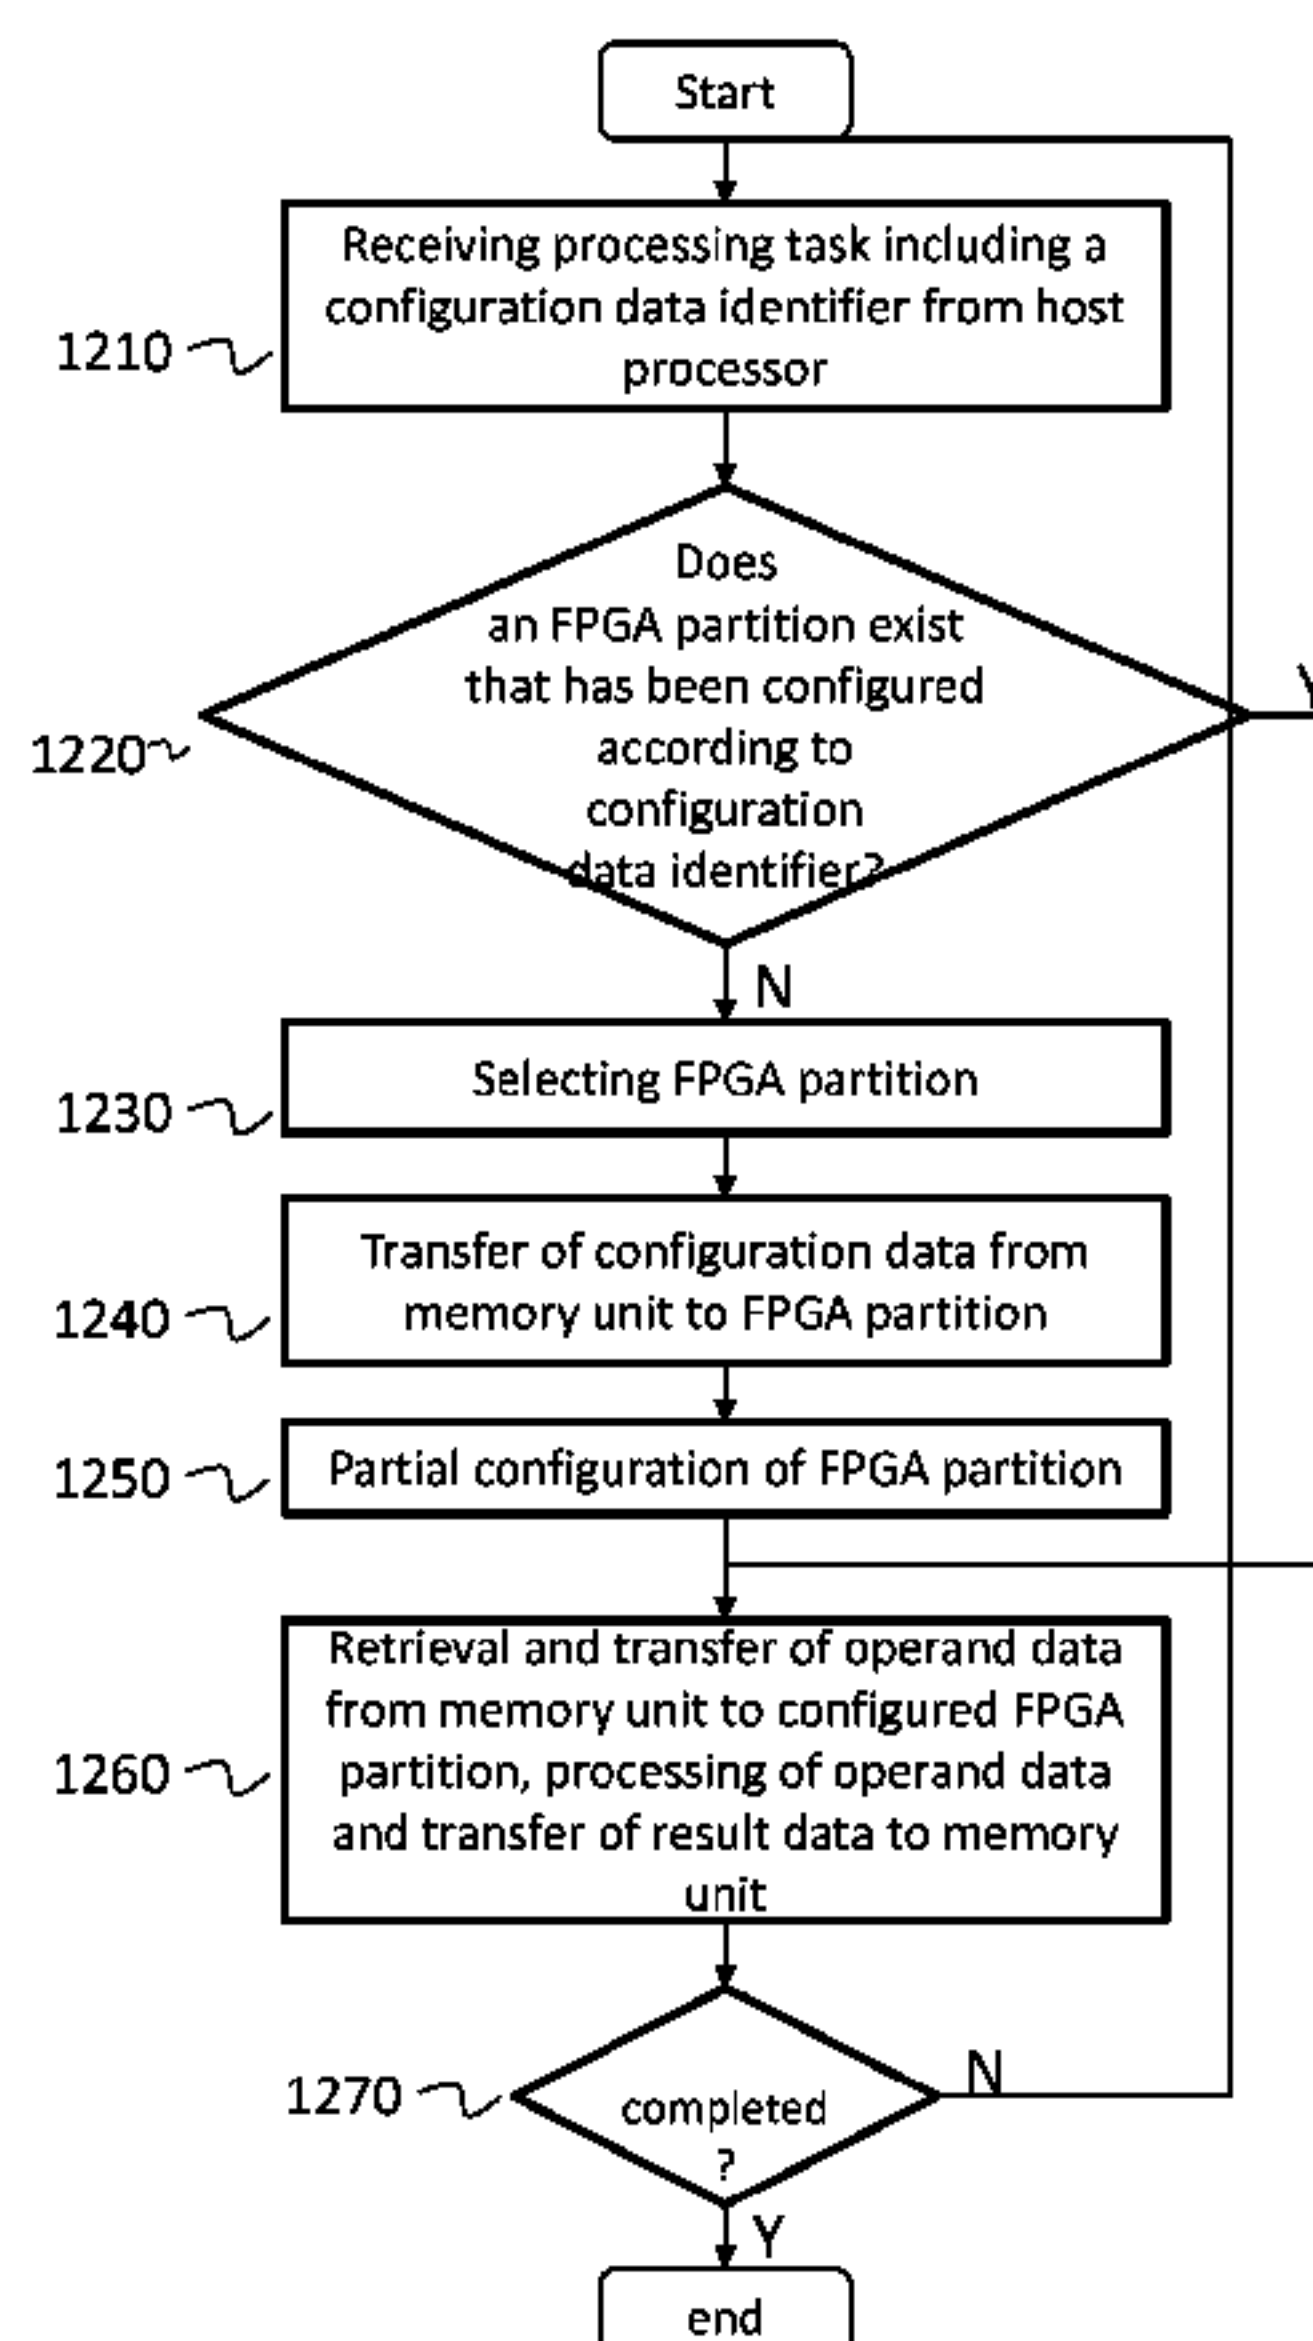 Start
Receiving processing task including a
configuration data identifier from host
processor
1210
Does
an FPGA partition exist
that has been configured
according to
configuration
data identifier?
1220
N
Selecting FPGA partition
1230
Transfer of configuration data from
memory unit to FPGA partition
1240
Partial configuration of FPGA partition
1250
Retrieval and transfer of operand data
from memory unit to configured FPGA
partition, processing of operand data
and transfer of result data to memory
unit
1260
completed
?
1270
N
Y
end